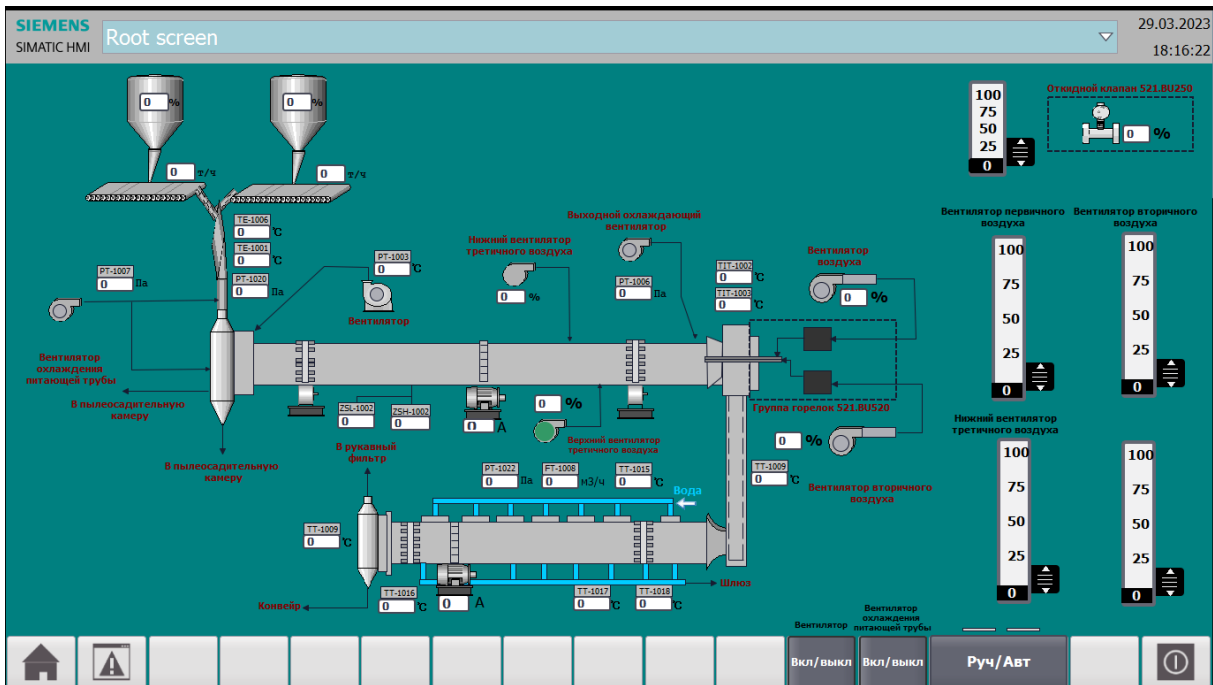 SIEMENS
SIMATIC HMI
Root screen
29.03.2023
18:16:22
0 %
0 %
0 т/ч
0 т/ч
TE-1006
0 °C
TE-1001
0 °C
PT-1020
0 Па
PT-1007
0 Па
PT-1003
0 °C
Вентилятор
Нижний вентилятор
третичного воздуха
0 %
Выходной охлаждающий
вентилятор
PT-1006
0 Па
TIT-1002
0 °C
TIT-1003
0 °C
Вентилятор
воздуха
0 %
Откидной клапан 521.BU250
0 %
100
75
50
25
0
Вентилятор первичного
воздуха
100
75
50
25
0
Вентилятор вторичного
воздуха
100
75
50
25
0
Вентилятор
охлаждения
питающей трубы
В пылеосадительную
камеру
В пылеосадительную
камеру
ZSL-1002
0
ZSH-1002
0
0 A
0 %
Верхний вентилятор
третичного воздуха
Группа горелок 521.BU520
0 %
Вентилятор вторичного
воздуха
TT-1009
0 °C
В рукавный
фильтр
PT-1022
0 Па
FT-1008
0 м3/ч
TT-1015
0 °C
Вода
TT-1009
0 °C
TT-1016
0 °C
0 A
TT-1017
0 °C
TT-1018
0 °C
Шлюз
Конвейр
Нижний вентилятор
третичного воздуха
100
75
50
25
0
100
75
50
25
0
Вентилятор
Вкл/выкл
Вентилятор
охлаждения
питающей трубы
Вкл/выкл
Руч/Авт